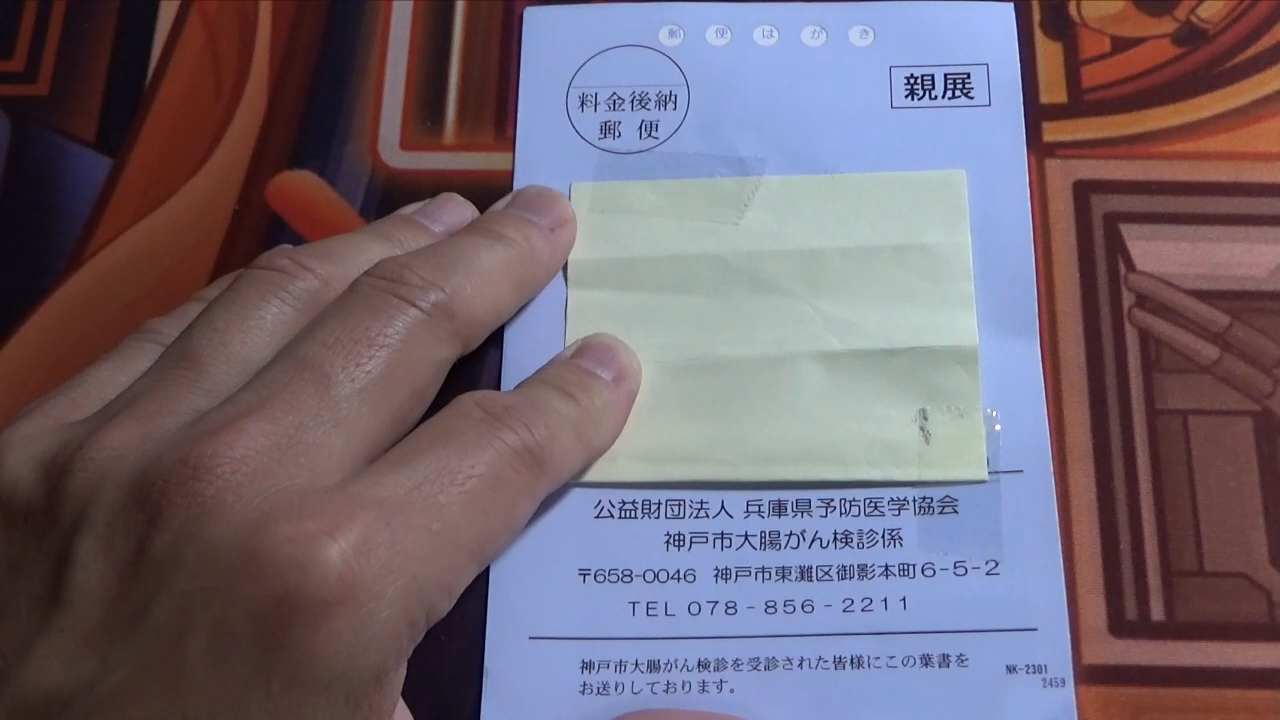 郵便はがき
料金後納
郵便
親展
公益財団法人 兵庫県予防医学協会
神戸市大腸がん検診係
〒658-0046 神戸市東灘区御影本町6-5-2
TEL 078-856-2211
神戸市大腸がん検診を受診された皆様にこの葉書を
お送りしております。
NK-2301
2459